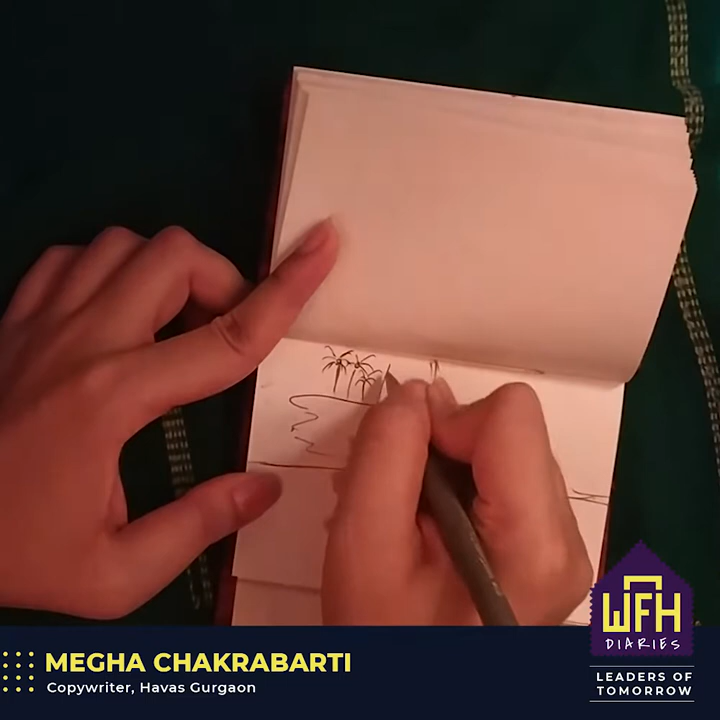 MEGHA CHAKRABARTI
Copywriter, Havas Gurgaon
WFH
DIARIES
LEADERS OF
TOMORROW